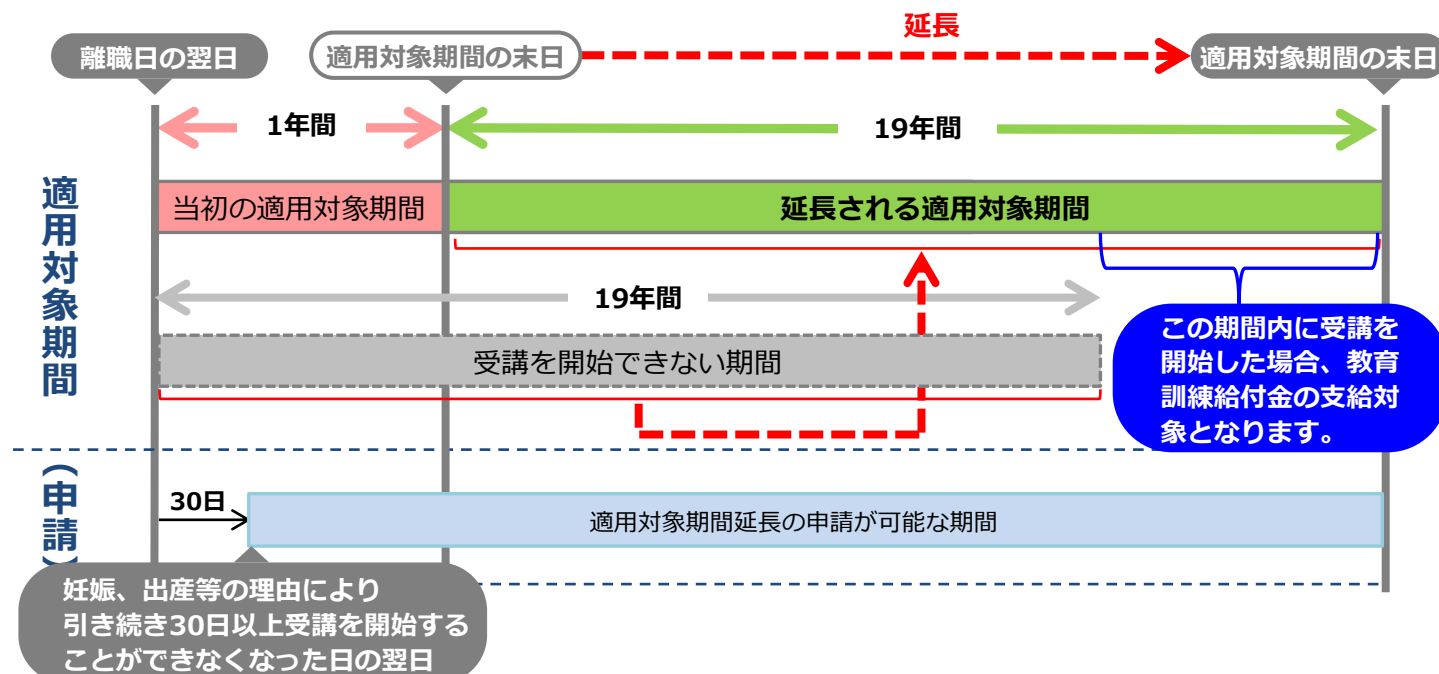 延長
離職日の翌日
適用対象期間の末日
適用対象期間の末日
1年間
19年間
適用対象期間
当初の適用対象期間
延長される適用対象期間
19年間
受講を開始できない期間
この期間内に受講を
開始した場合、教育
訓練給付金の支給対
象となります。
（申請）
30日
適用対象期間延長の申請が可能な期間
妊娠、出産等の理由により
引き続き30日以上受講を開始する
ことができなくなった日の翌日